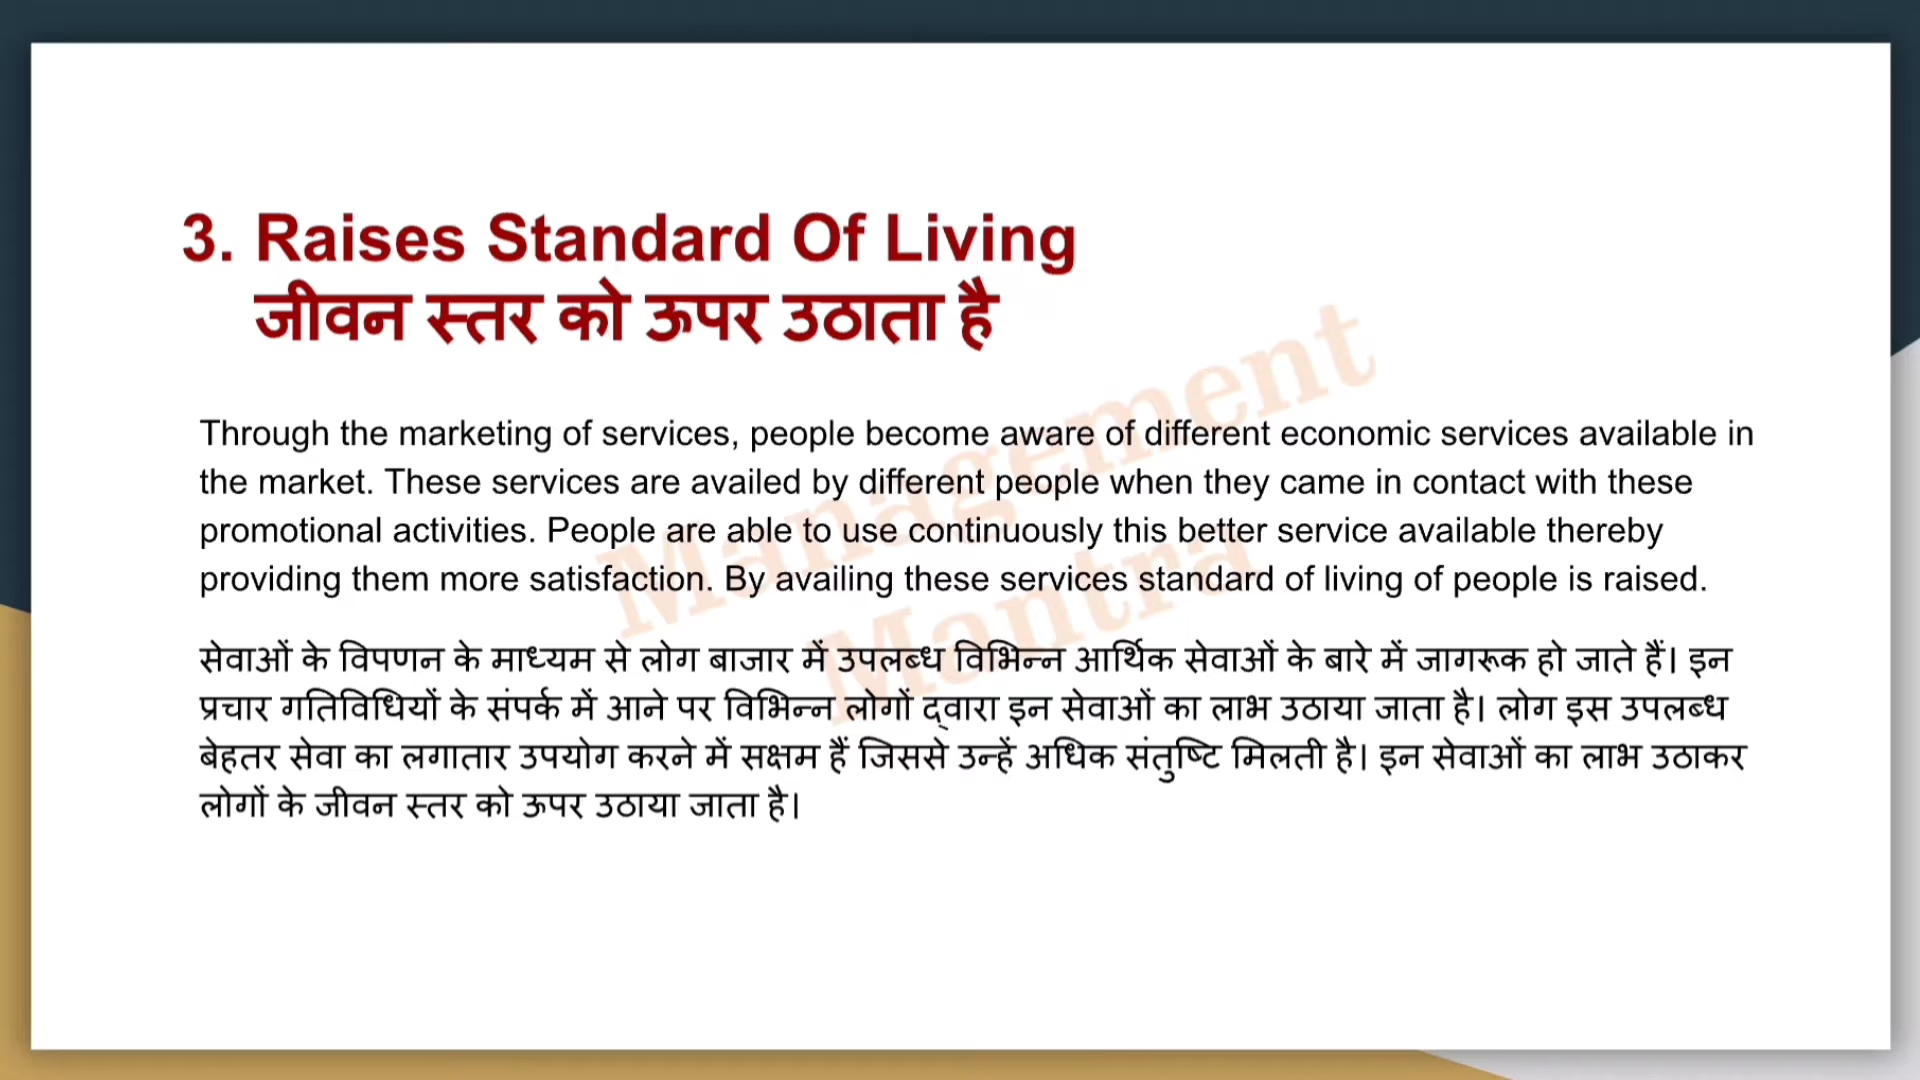 3. Raises Standard Of Living
जीवन स्तर को ऊपर उठाता है
Through the marketing of services, people become aware of different economic services available in
the market. These services are availed by different people when they came in contact with these
promotional activities. People are able to use continuously this better service available thereby
providing them more satisfaction. By availing these services standard of living of people is raised.
सेवाओं के विपणन के माध्यम से लोग बाजार में उपलब्ध विभिन्न आर्थिक सेवाओं के बारे में जागरूक हो जाते हैं। इन
प्रचार गतिविधियों के संपर्क में आने पर विभिन्न लोगों द्वारा इन सेवाओं का लाभ उठाया जाता है। लोग इस उपलब्ध
बेहतर सेवा का लगातार उपयोग करने में सक्षम हैं जिससे उन्हें अधिक संतुष्टि मिलती है। इन सेवाओं का लाभ उठाकर
लोगों के जीवन स्तर को ऊपर उठाया जाता है।
Management
Mantra